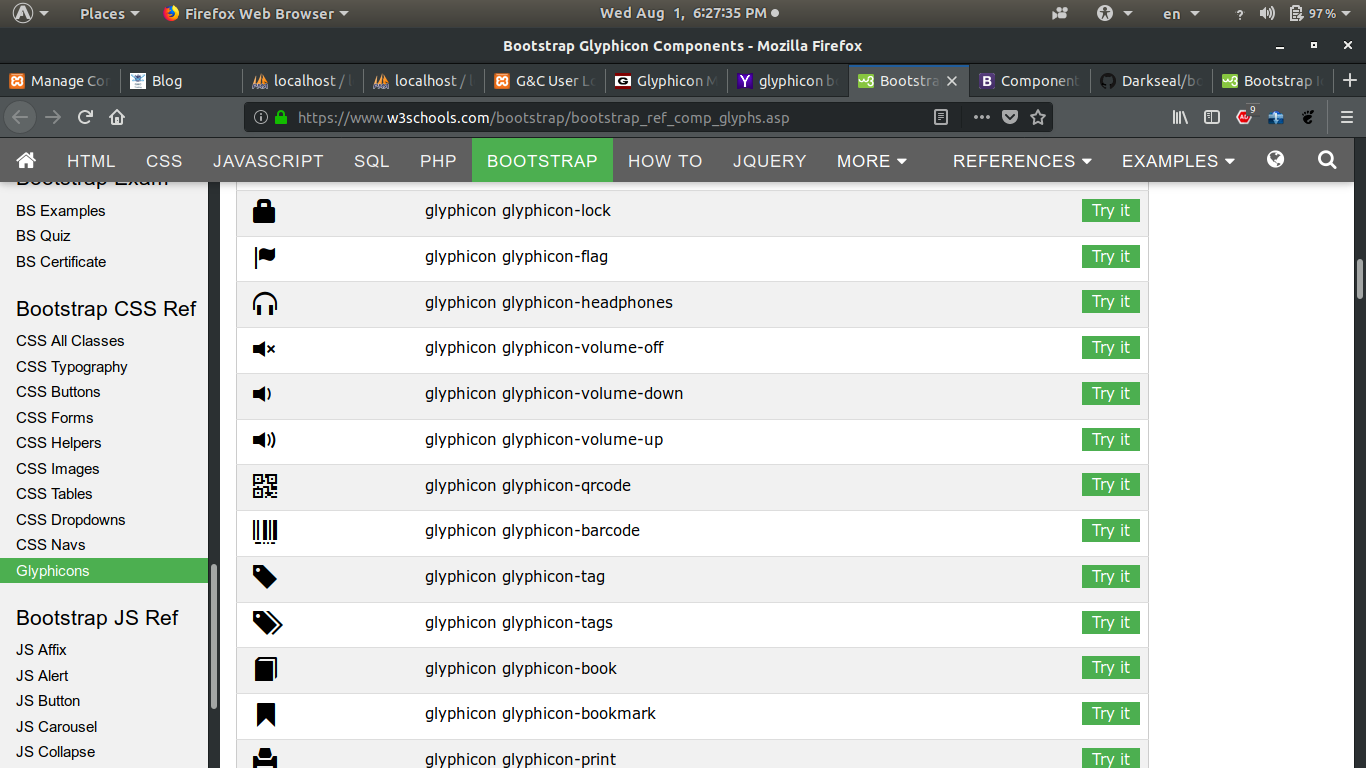 Places
Firefox Web Browser
Wed Aug 1, 6:27:35 PM
en
?
97%
Bootstrap Glyphicon Components - Mozilla Firefox
Manage Co
Blog
localhost / l
localhost / l
G&C User L
Glyphicon M
glyphicon b
Bootstra
Component
Darkseal/b
Bootstrap I
https://www.w3schools.com/bootstrap/bootstrap_ref_comp_glyphs.asp
9
HTML CSS JAVASCRIPT SQL PHP BOOTSTRAP HOW TO JQUERY MORE REFERENCES EXAMPLES
Bootstrap Exam
BS Examples
BS Quiz
BS Certificate
Bootstrap CSS Ref
CSS All Classes
CSS Typography
CSS Buttons
CSS Forms
CSS Helpers
CSS Images
CSS Tables
CSS Dropdowns
CSS Navs
Glyphicons
Bootstrap JS Ref
JS Affix
JS Alert
JS Button
JS Carousel
JS Collapse
glyphicon glyphicon-lock Try it
glyphicon glyphicon-flag Try it
glyphicon glyphicon-headphones Try it
glyphicon glyphicon-volume-off Try it
glyphicon glyphicon-volume-down Try it
glyphicon glyphicon-volume-up Try it
glyphicon glyphicon-qrcode Try it
glyphicon glyphicon-barcode Try it
glyphicon glyphicon-tag Try it
glyphicon glyphicon-tags Try it
glyphicon glyphicon-book Try it
glyphicon glyphicon-bookmark Try it
glyphicon glyphicon-print Try it